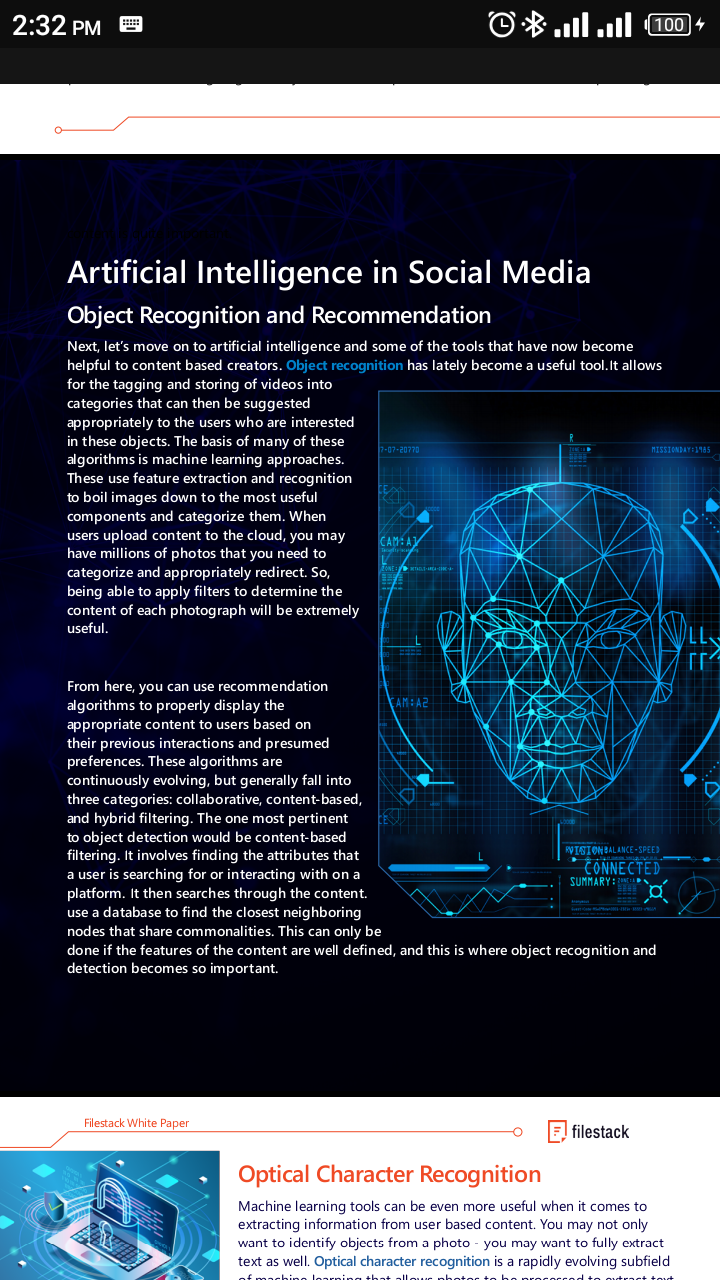 2:32 PM
100
Artificial Intelligence in Social Media
Object Recognition and Recommendation
Next, let's move on to artificial intelligence and some of the tools that have now become
helpful to content based creators. Object recognition has lately become a useful tool.It allows
for the tagging and storing of videos into
categories that can then be suggested
appropriately to the users who are interested
in these objects. The basis of many of these
algorithms is machine learning approaches.
These use feature extraction and recognition
to boil images down to the most useful
components and categorize them. When
users upload content to the cloud, you may
have millions of photos that you need to
categorize and appropriately redirect. So,
being able to apply filters to determine the
content of each photograph will be extremely
useful.
From here, you can use recommendation
algorithms to properly display the
appropriate content to users based on
their previous interactions and presumed
preferences. These algorithms are
continuously evolving, but generally fall into
three categories: collaborative, content-based,
and hybrid filtering. The one most pertinent
to object detection would be content-based
filtering. It involves finding the attributes that
a user is searching for or interacting with on a
platform. It then searches through the content.
use a database to find the closest neighboring
nodes that share commonalities. This can only be
done if the features of the content are well defined, and this is where object recognition and
detection becomes so important.
R
7-07-20770
MISSIONDAY:1985
CAM:A1
L
L
CAM:A2
L
CONNECTED
SUMMARY:
Filestack White Paper
filestack
Optical Character Recognition
Machine learning tools can be even more useful when it comes to
extracting information from user based content. You may not only
want to identify objects from a photo - you may want to fully extract
text as well. Optical character recognition is a rapidly evolving subfield
of machine learning that allows photos to be processed to extract text